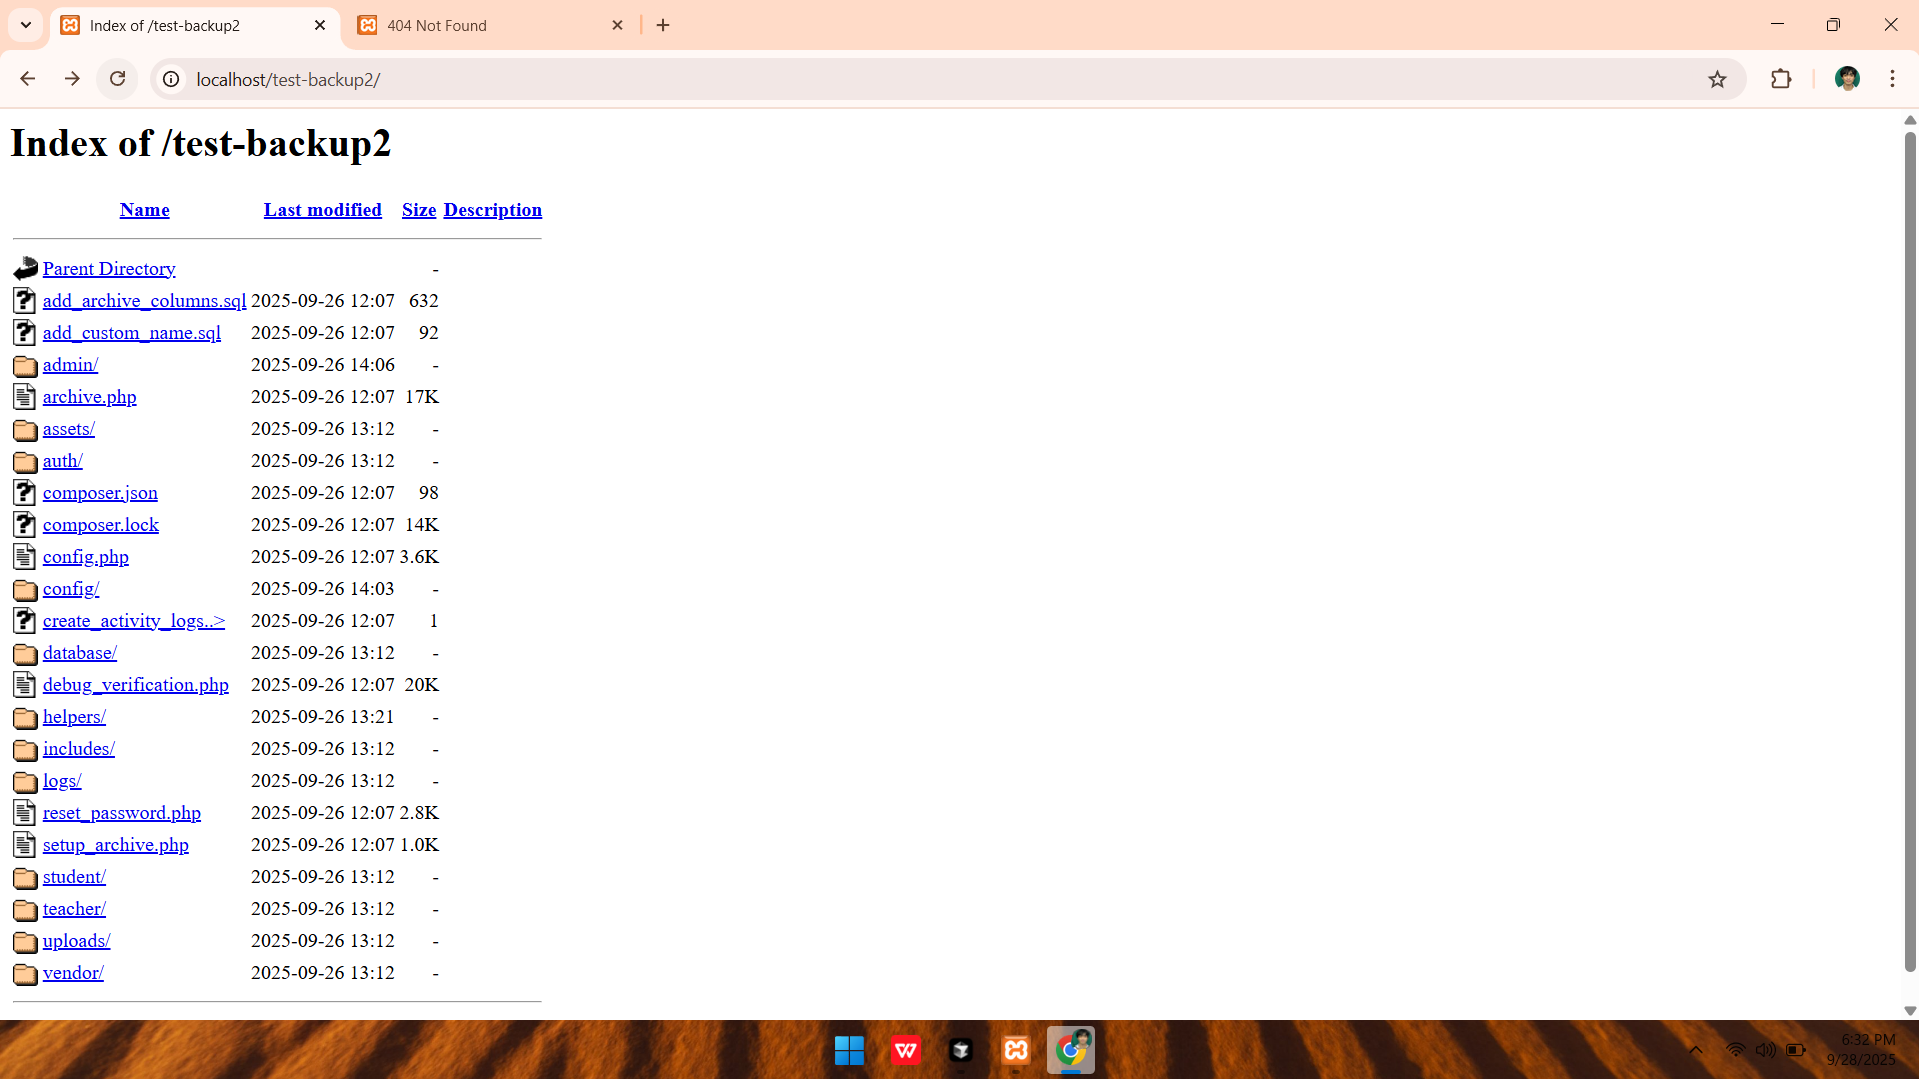 Index of /test-backup2
404 Not Found
localhost/test-backup2/
Index of /test-backup2
Name Last modified Size Description
Parent Directory -
add_archive_columns.sql 2025-09-26 12:07 632
add_custom_name.sql 2025-09-26 12:07 92
admin/ 2025-09-26 14:06 -
archive.php 2025-09-26 12:07 17K
assets/ 2025-09-26 13:12 -
auth/ 2025-09-26 13:12 -
composer.json 2025-09-26 12:07 98
composer.lock 2025-09-26 12:07 14K
config.php 2025-09-26 12:07 3.6K
config/ 2025-09-26 14:03 -
create_activity_logs..> 2025-09-26 12:07 1
database/ 2025-09-26 13:12 -
debug_verification.php 2025-09-26 12:07 20K
helpers/ 2025-09-26 13:21 -
includes/ 2025-09-26 13:12 -
logs/ 2025-09-26 13:12 -
reset_password.php 2025-09-26 12:07 2.8K
setup_archive.php 2025-09-26 12:07 1.0K
student/ 2025-09-26 13:12 -
teacher/ 2025-09-26 13:12 -
uploads/ 2025-09-26 13:12 -
vendor/ 2025-09-26 13:12 -
6:32 PM
9/28/2025